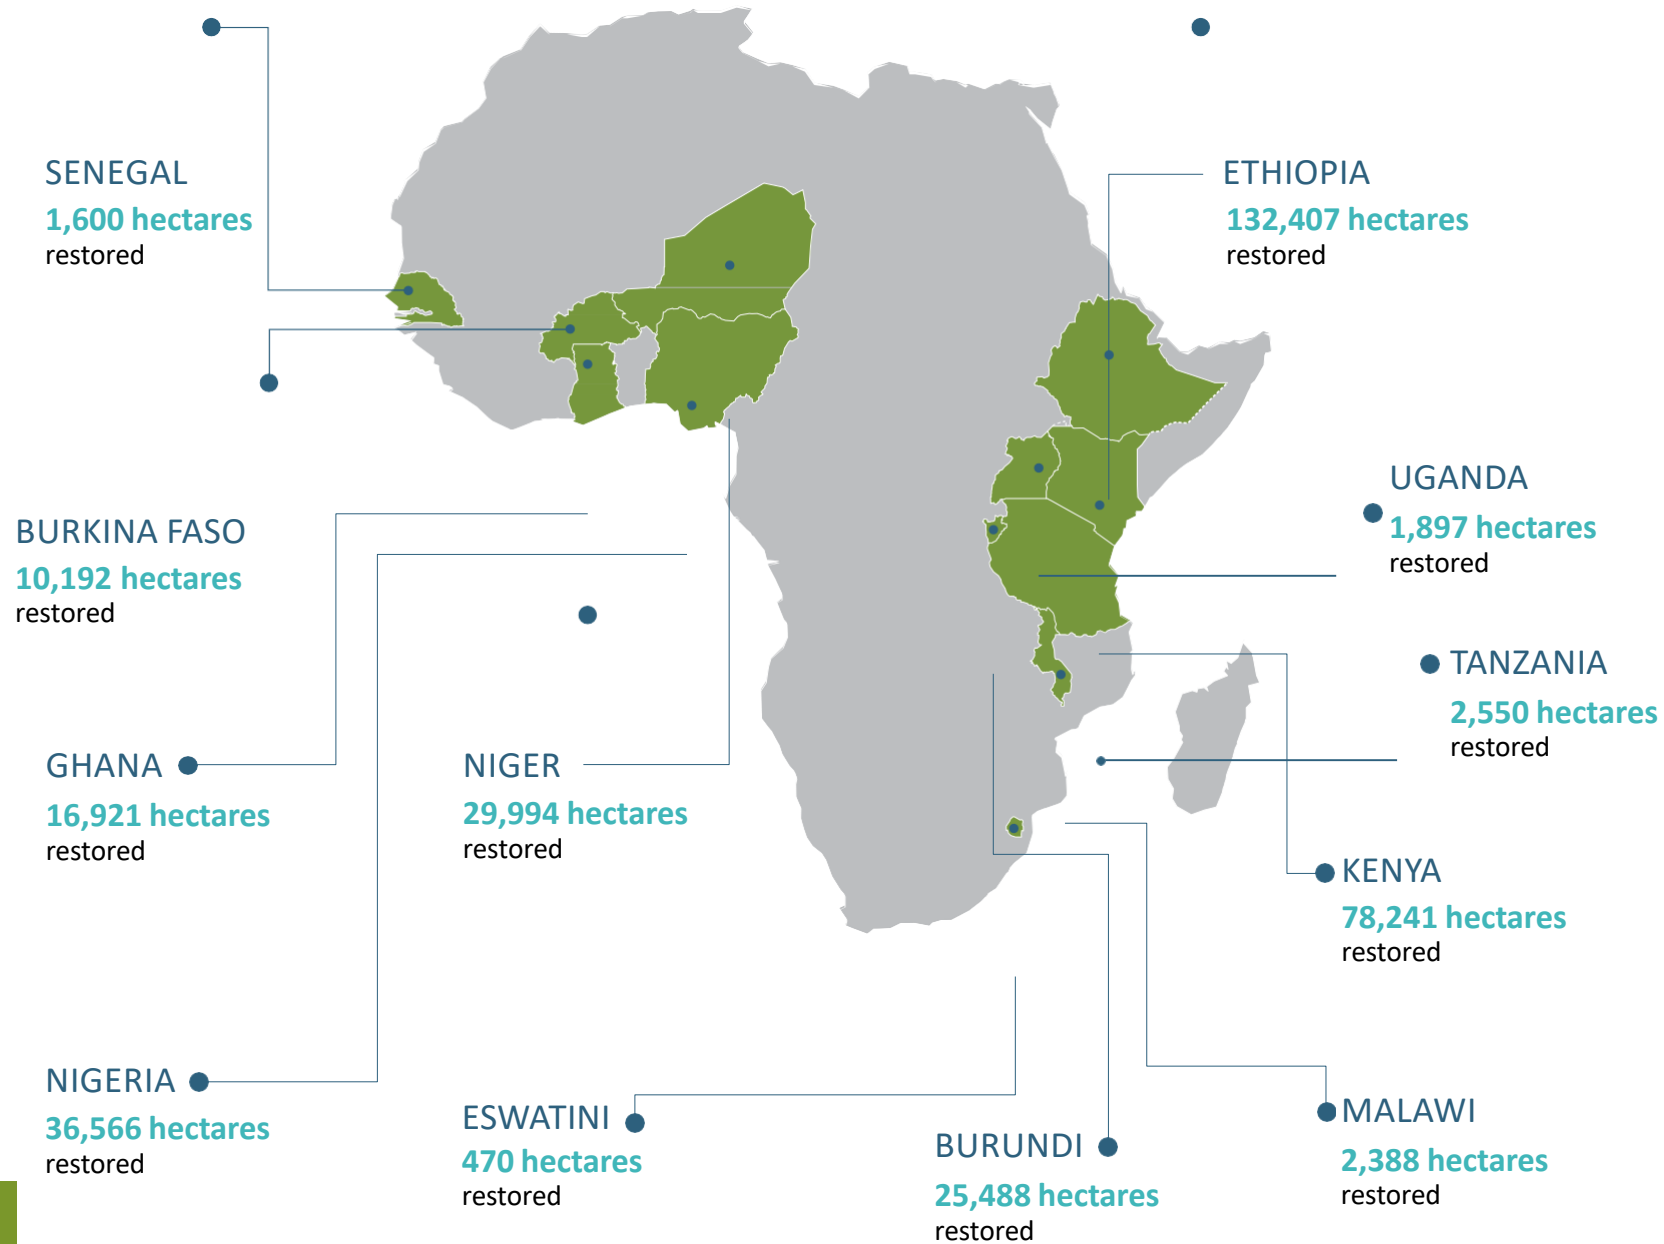 SENEGAL
1,600 hectares
restored
ETHIOPIA
132,407 hectares
restored
UGANDA
1,897 hectares
restored
BURKINA FASO
10,192 hectares
restored
TANZANIA
2,550 hectares
restored
GHANA
16,921 hectares
restored
NIGER
29,994 hectares
restored
KENYA
78,241 hectares
restored
NIGERIA
36,566 hectares
restored
ESWATINI
470 hectares
restored
BURUNDI
25,488 hectares
restored
MALAWI
2,388 hectares
restored